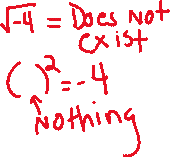 √-4 = Does Not
exist
( )² = -4
Nothing